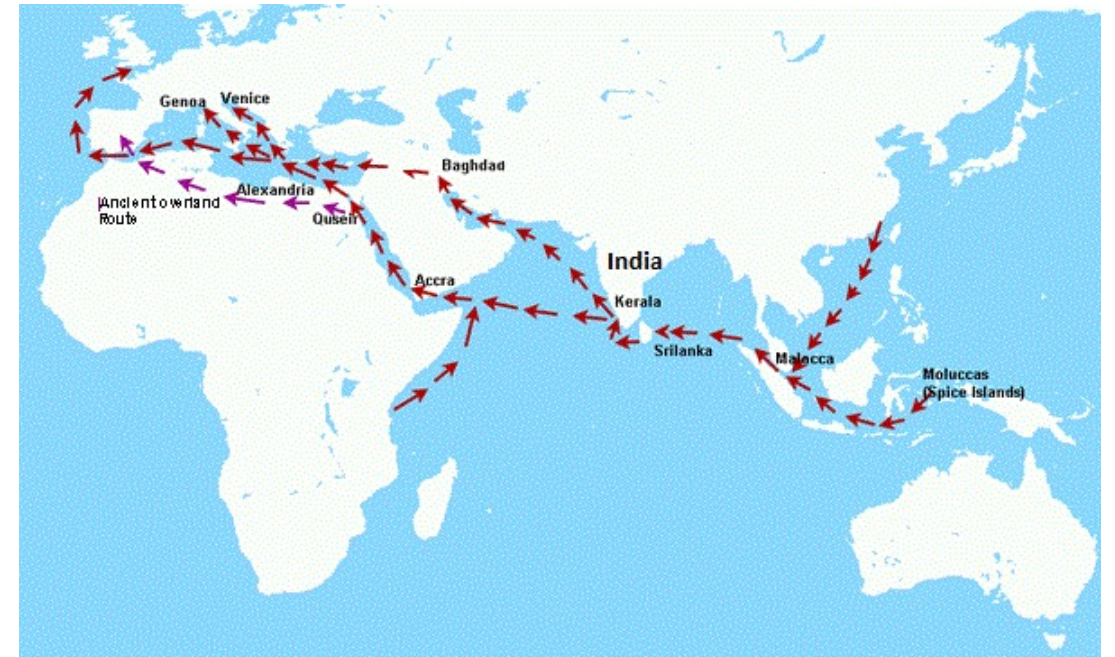 Genoa
Venice
Baghdad
Alexandria
Ancient overland
Route
Quseir
India
Accra
Kerala
Srilanka
Malacca
Moluccas
(Spice Islands)